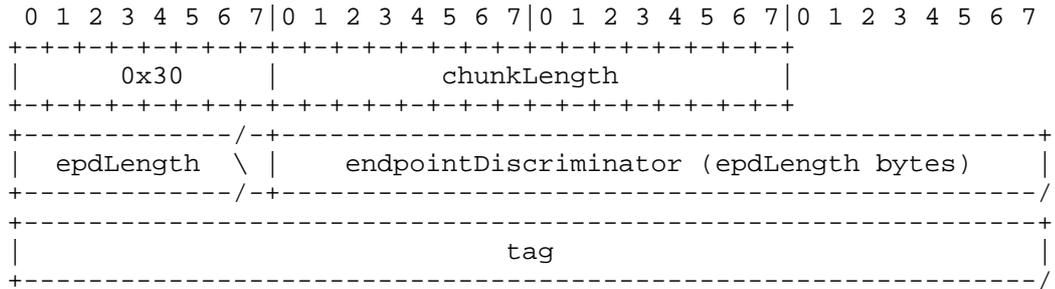 0 1 2 3 4 5 6 7|0 1 2 3 4 5 6 7|0 1 2 3 4 5 6 7|0 1 2 3 4 5 6 7
+-+-+-+-+-+-+-+-+-+-+-+-+-+-+-+-+-+-+-+-+-+-+-+-+
|      0x30     |          chunkLength          |
+-+-+-+-+-+-+-+-+-+-+-+-+-+-+-+-+-+-+-+-+-+-+-+-+
+-------------/-+-----------------------------------------------+
|  epdLength  \ |    endpointDiscriminator (epdLength bytes)    |
+-------------/-+-----------------------------------------------/
+---------------------------------------------------------------+
|                              tag                              |
+---------------------------------------------------------------/